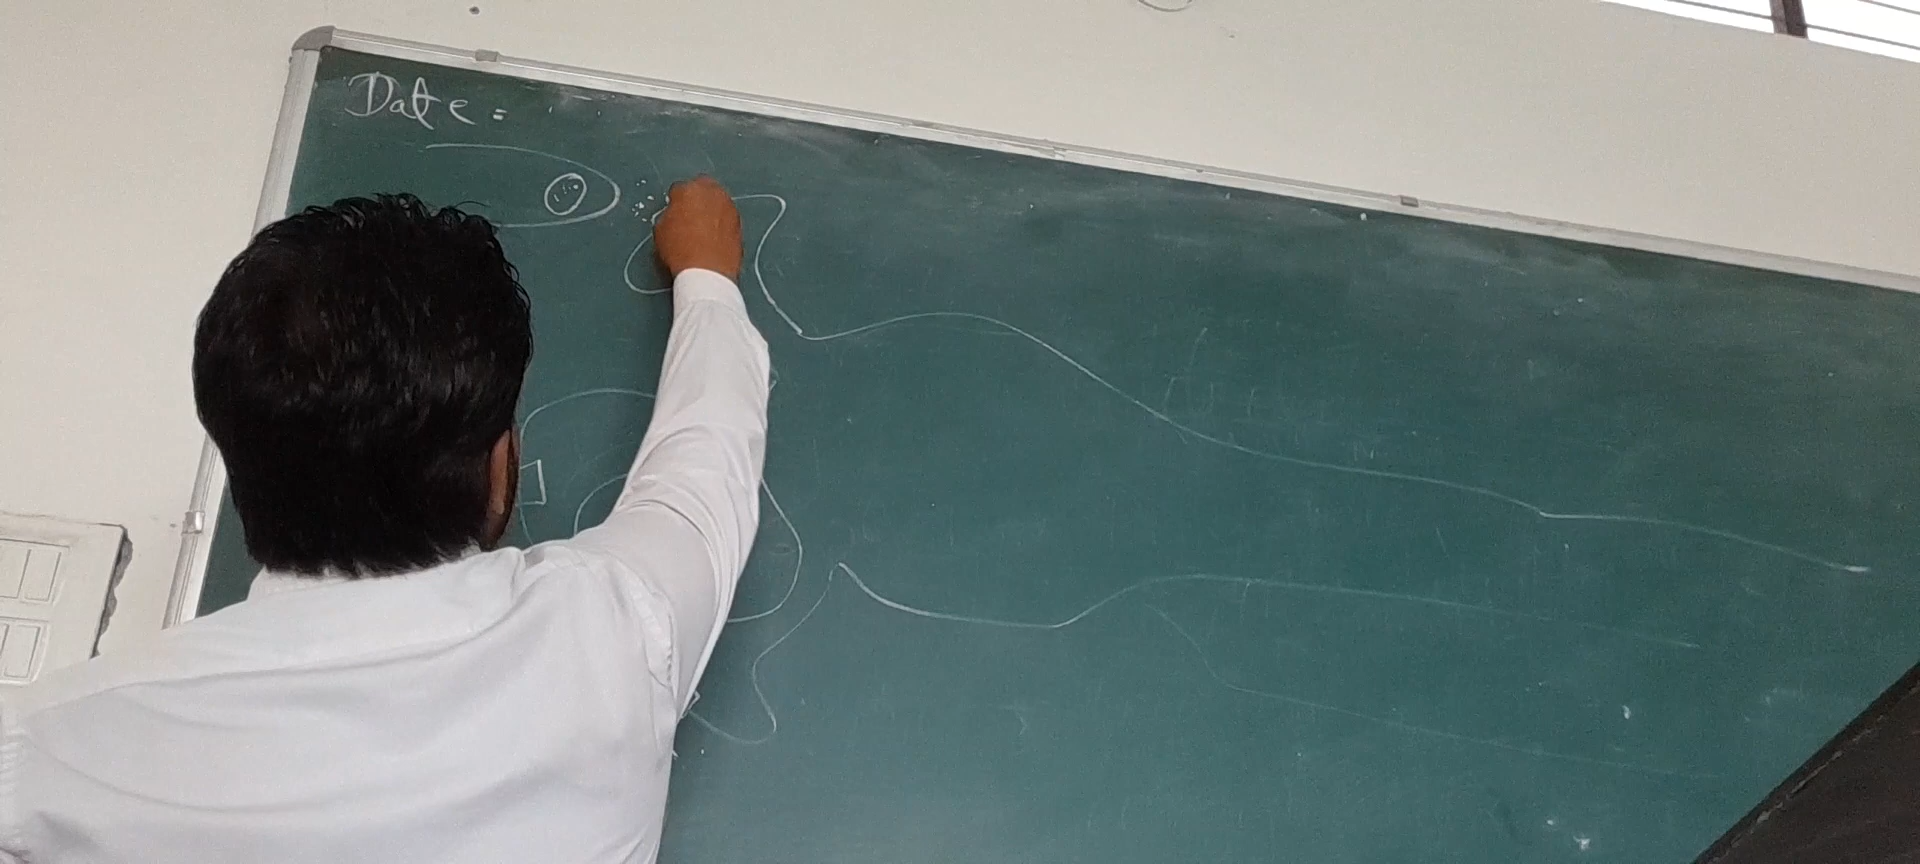 Date =